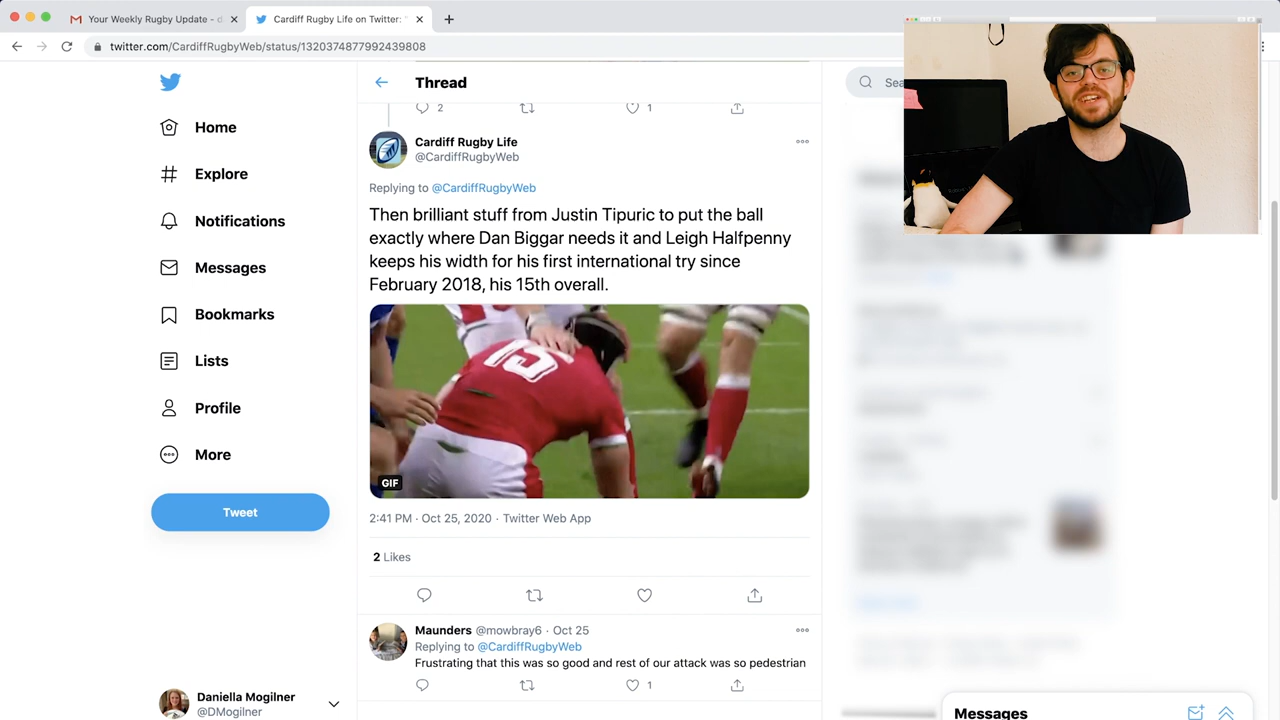 Your Weekly Rugby Update - d
Cardiff Rugby Life on Twitter: "
twitter.com/CardiffRugbyWeb/status/1320374877992439808
Home
Explore
Notifications
Messages
Bookmarks
Lists
Profile
More
Tweet
Daniella Mogilner
@DMogilner
Thread
2
1
Cardiff Rugby Life
@CardiffRugbyWeb
Replying to @CardiffRugbyWeb
Then brilliant stuff from Justin Tipuric to put the ball
exactly where Dan Biggar needs it and Leigh Halfpenny
keeps his width for his first international try since
February 2018, his 15th overall.
15
GIF
2:41 PM · Oct 25, 2020 · Twitter Web App
2 Likes
Maunders @mowbray6 · Oct 25
Replying to @CardiffRugbyWeb
Frustrating that this was so good and rest of our attack was so pedestrian
1
Sea
Messages